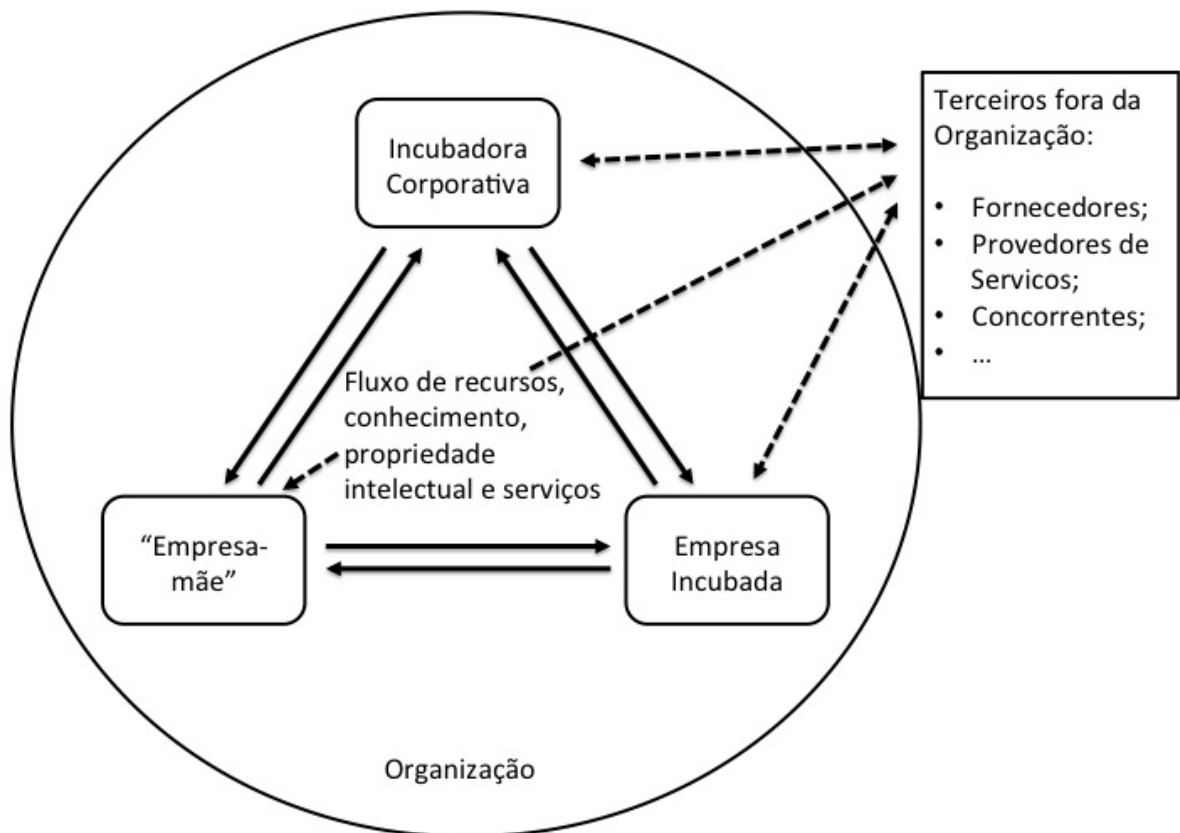 Incubadora
Corporativa
Terceiros fora da
Organização:
• Fornecedores;
• Provedores de
Servicos;
• Concorrentes;
• ...
Fluxo de recursos,
conhecimento,
propriedade
intelectual e serviços
“Empresa-
mãe”
Empresa
Incubada
Organização